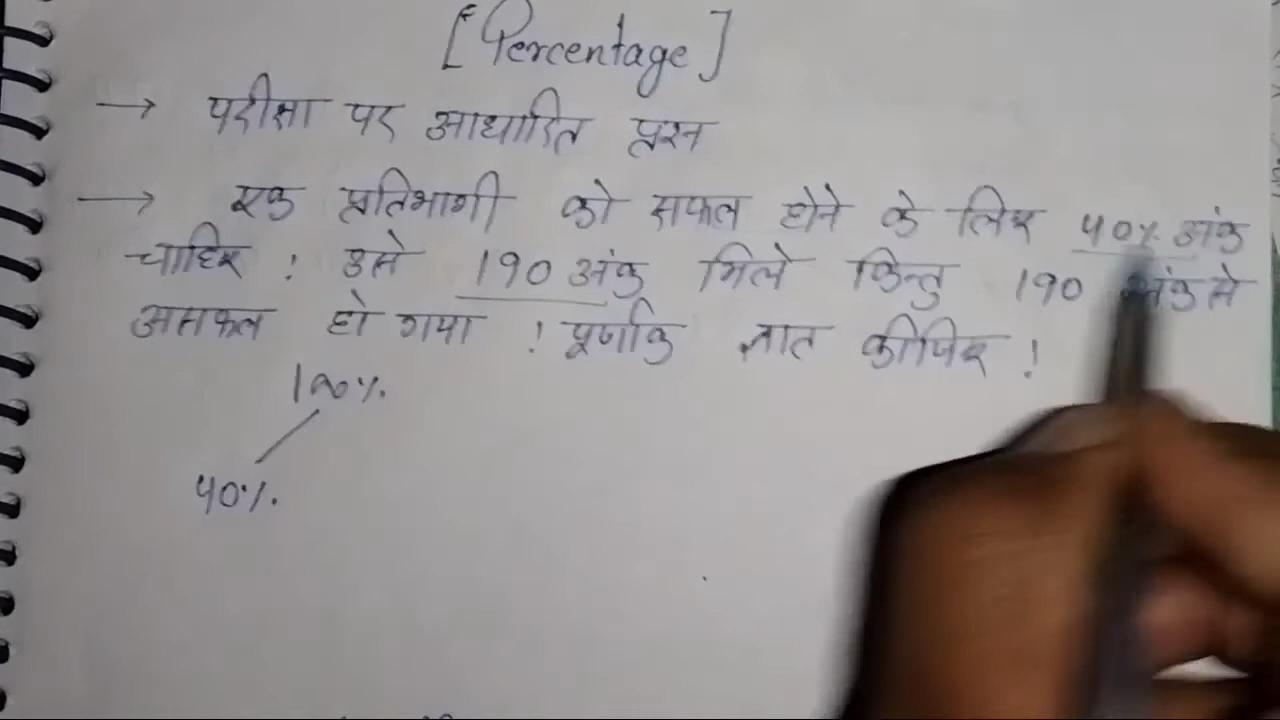 [Percentage]
→ परीक्षा पर आधारित प्रश्न
→ एक प्रतिभागी को सफल होने के लिए 40% अंक
चाहिए ! उसे 190 अंक मिले किन्तु 190 अंक से
असफल हो गया ! पूर्णांक ज्ञात कीजिए !
100%
40%